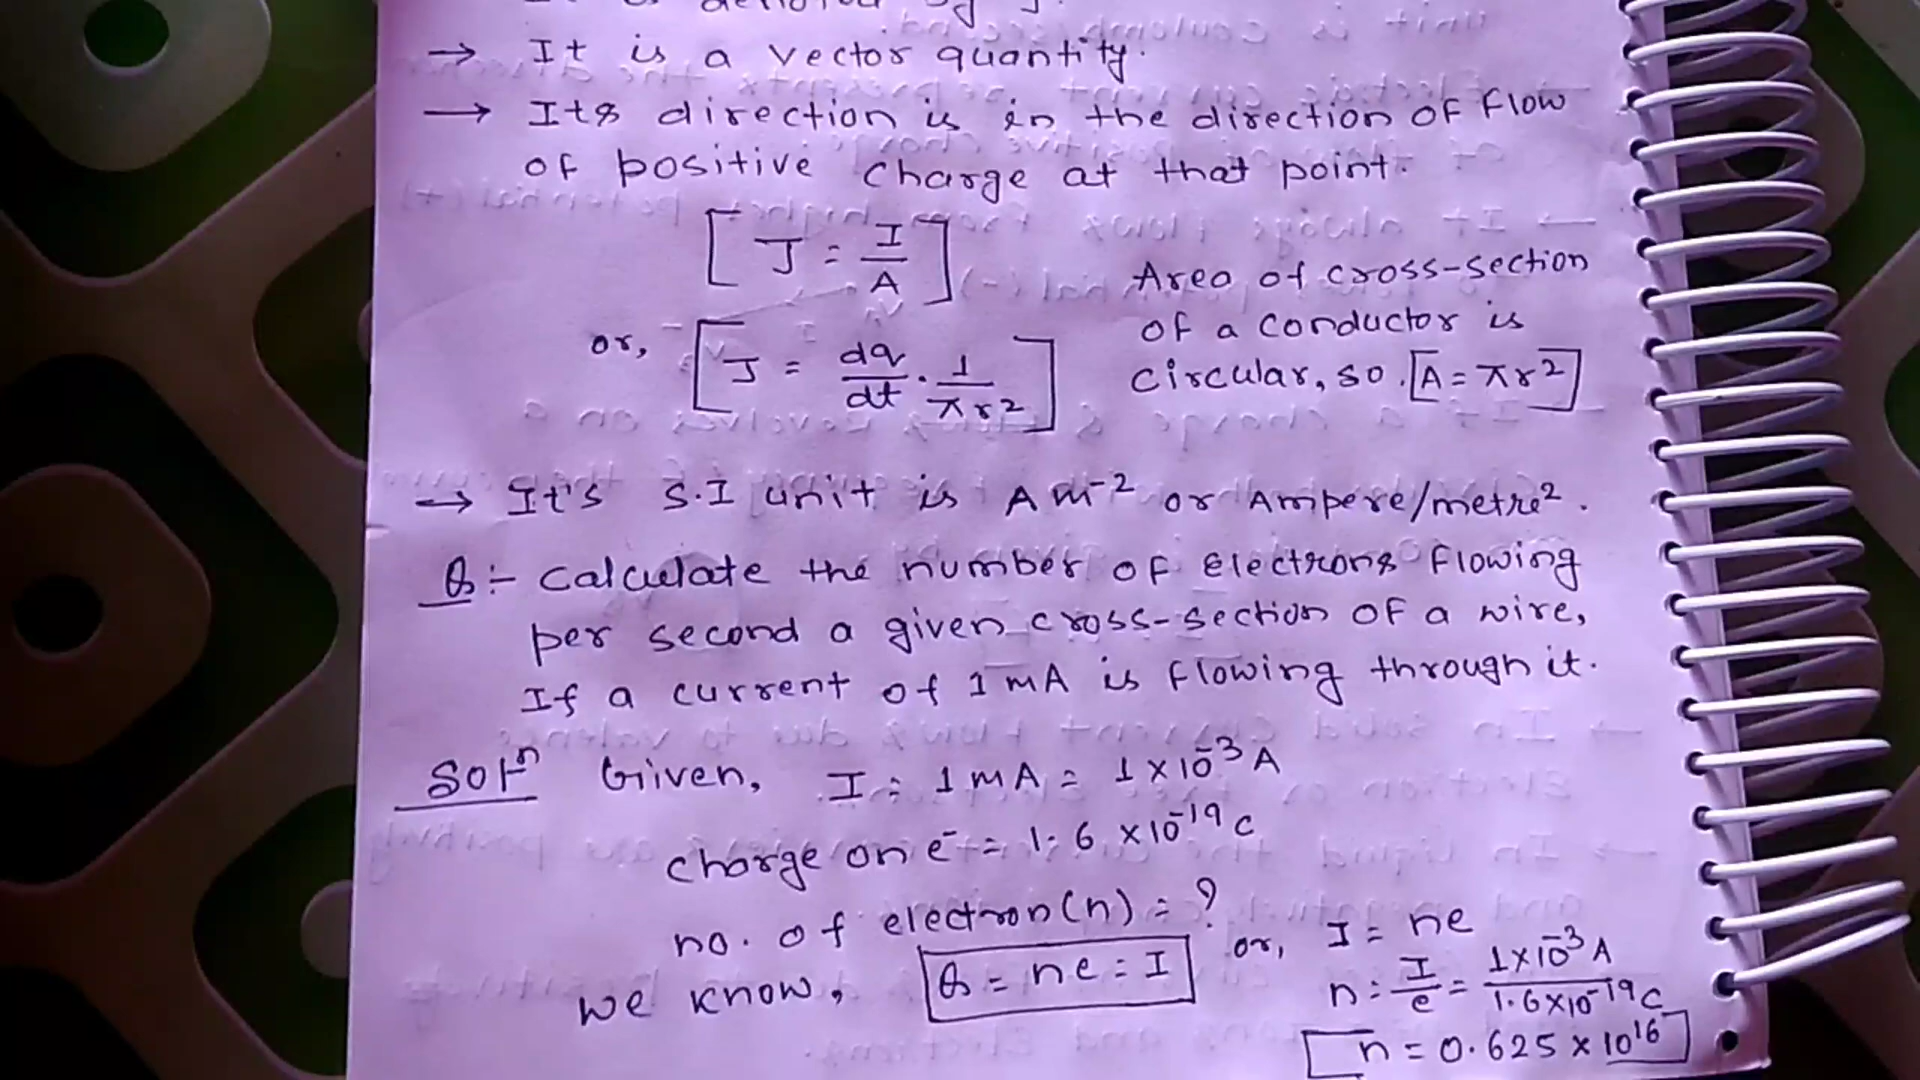 It is denoted by J.
→ It is a vector quantity.
→ Its direction is in the direction of flow
of positive charge at that point.
[J = I/A]
Area of cross-section
of a conductor is
circular, so. [A = πr²]
or, [J = dq/dt · 1/πr²]
→ It's S.I unit is A m⁻² or Ampere/metre².
Q:- Calculate the number of electrons flowing
per second a given cross-section of a wire,
If a current of 1 mA is flowing through it.
Solⁿ Given, I = 1 mA = 1 × 10⁻³ A
charge on e⁻ = 1.6 × 10⁻¹⁹ C
no. of electron (n) = ?
we know, Q = ne = I
or, I = ne
n = I/e = 1×10⁻³ A / 1.6×10⁻¹⁹ C
n = 0.625 × 10¹⁶